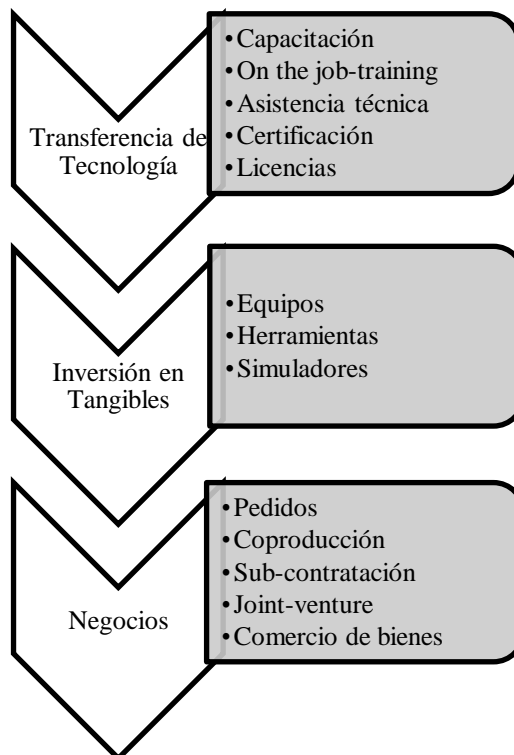 Transferencia de
Tecnología
•Capacitación
•On the job-training
•Asistencia técnica
•Certificación
•Licencias
Inversión en
Tangibles
•Equipos
•Herramientas
•Simuladores
Negocios
•Pedidos
•Coproducción
•Sub-contratación
•Joint-venture
•Comercio de bienes